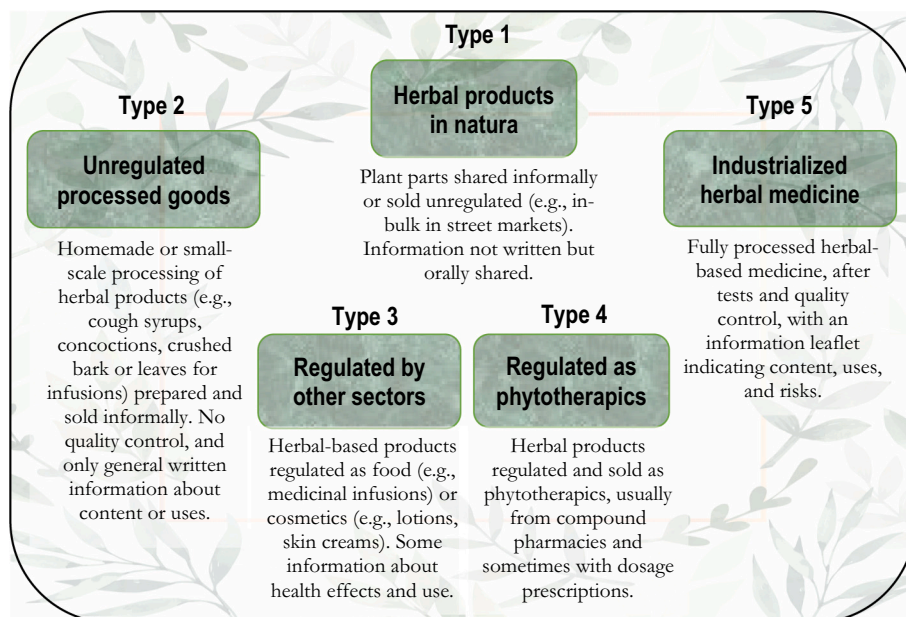 Type 1
Herbal products
in natura
Plant parts shared informally
or sold unregulated (e.g., in-
bulk in street markets).
Information not written but
orally shared.
Type 2
Unregulated
processed goods
Homemade or small-
scale processing of
herbal products (e.g.,
cough syrups,
concoctions, crushed
bark or leaves for
infusions) prepared and
sold informally. No
quality control, and
only general written
information about
content or uses.
Type 3
Regulated by
other sectors
Herbal-based products
regulated as food (e.g.,
medicinal infusions) or
cosmetics (e.g., lotions,
skin creams). Some
information about
health effects and use.
Type 4
Regulated as
phytotherapics
Herbal products
regulated and sold as
phytotherapics, usually
from compound
pharmacies and
sometimes with dosage
prescriptions.
Type 5
Industrialized
herbal medicine
Fully processed herbal-
based medicine, after
tests and quality
control, with an
information leaflet
indicating content, uses,
and risks.